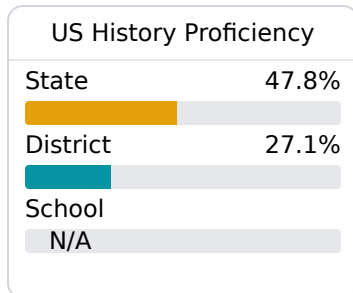 US History Proficiency
State 47.8%
District 27.1%
School
N/A